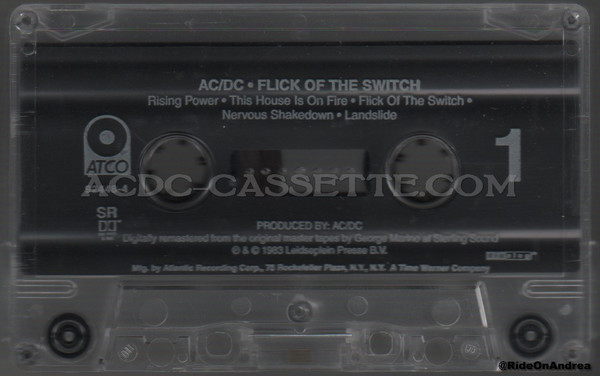 AC/DC • FLICK OF THE SWITCH
Rising Power • This House Is On Fire • Flick Of The Switch •
Nervous Shakedown • Landslide
ATCO
1
ACDC-CASSETTE.COM
SR
PRODUCED BY: AC/DC
Digitally remastered from the original master tapes by George Marino at Sterling Sound
℗ & © 1983 Leidseplein Presse B.V.
Mfg. by Atlantic Recording Corp., 75 Rockefeller Plaza, N.Y., N.Y. A Time Warner Company
@RideOnAndrea